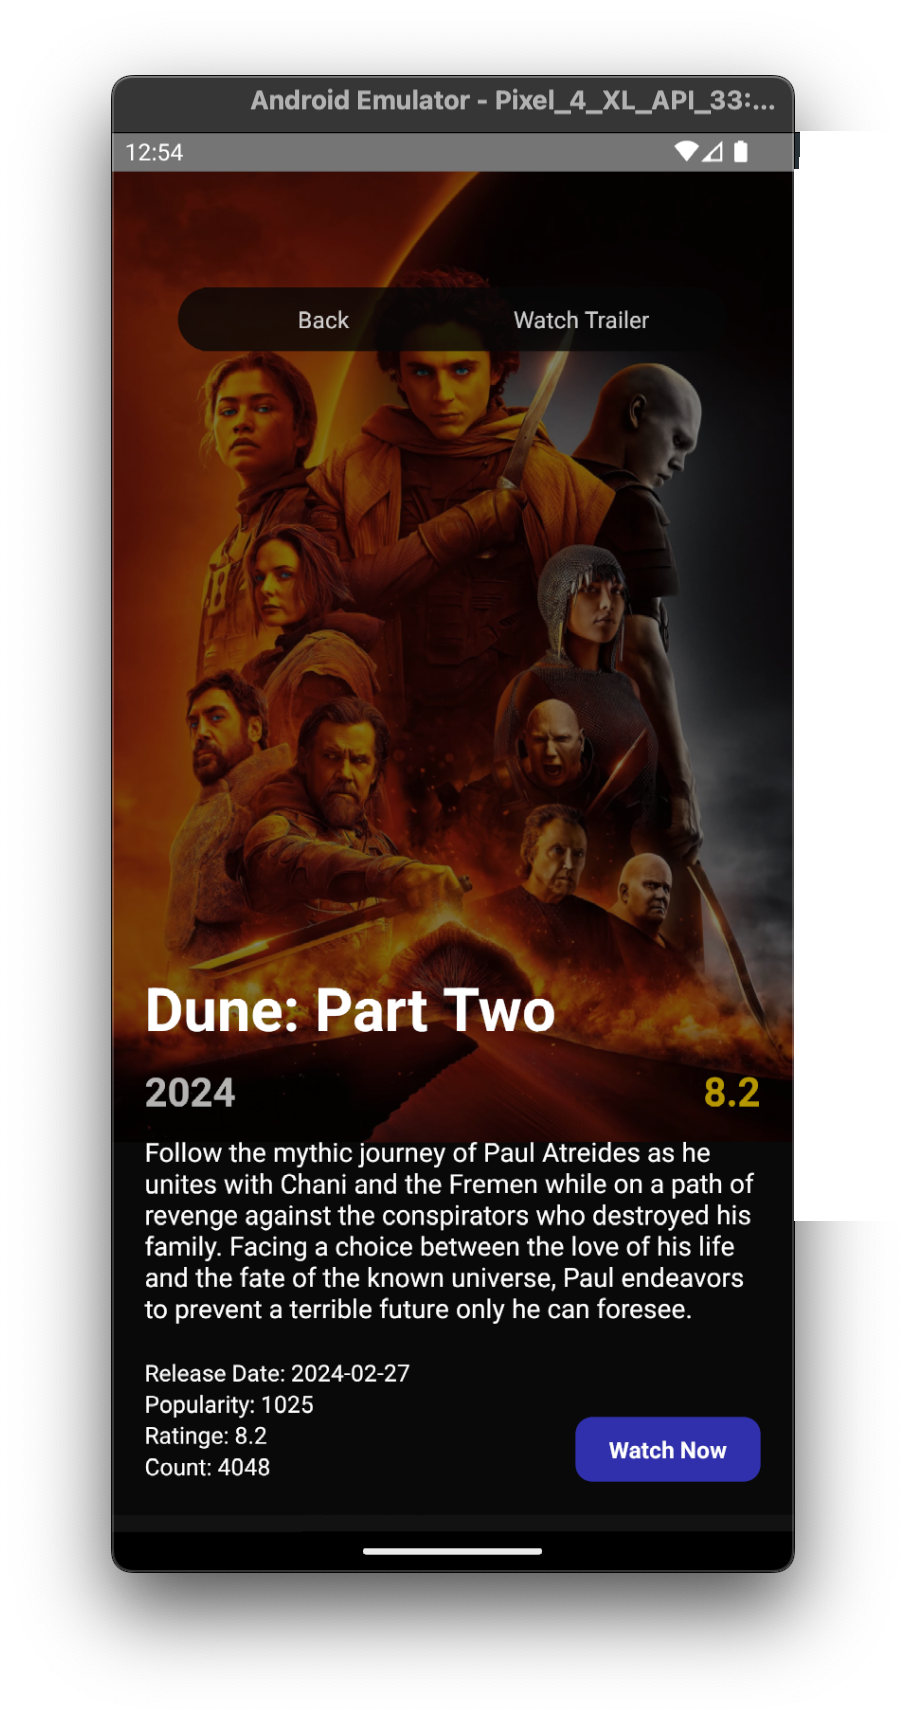 Android Emulator - Pixel_4_XL_API_33:...
12:54
Back Watch Trailer
Dune: Part Two
2024 8.2
Follow the mythic journey of Paul Atreides as he
unites with Chani and the Fremen while on a path of
revenge against the conspirators who destroyed his
family. Facing a choice between the love of his life
and the fate of the known universe, Paul endeavors
to prevent a terrible future only he can foresee.
Release Date: 2024-02-27
Popularity: 1025
Ratinge: 8.2
Count: 4048
Watch Now